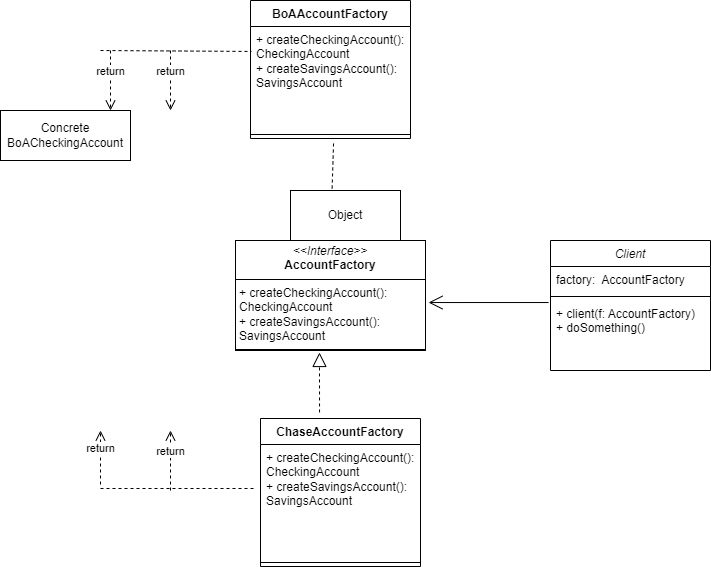 BoAAccountFactory
+ createCheckingAccount():
CheckingAccount
+ createSavingsAccount():
SavingsAccount
return
return
Concrete
BoACheckingAccount
Object
<<Interface>>
AccountFactory
+ createCheckingAccount():
CheckingAccount
+ createSavingsAccount():
SavingsAccount
Client
factory: AccountFactory
+ client(f: AccountFactory)
+ doSomething()
ChaseAccountFactory
+ createCheckingAccount():
CheckingAccount
+ createSavingsAccount():
SavingsAccount
return
return